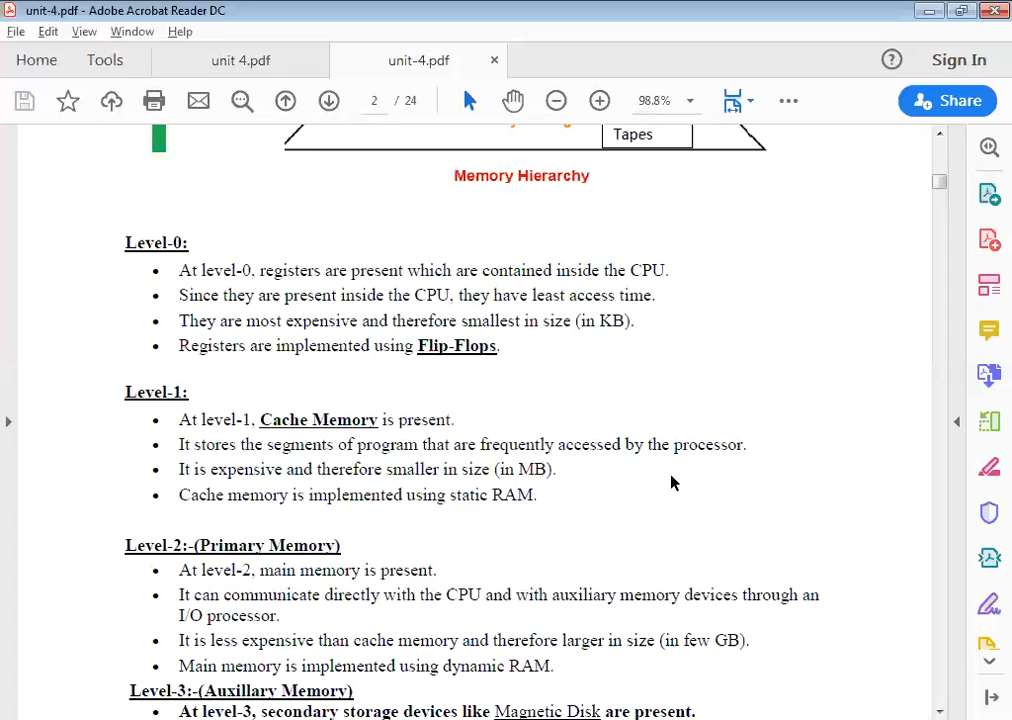 unit-4.pdf - Adobe Acrobat Reader DC
File Edit View Window Help
Home Tools unit 4.pdf unit-4.pdf × Sign In
2 / 24 98.8% Share
Tapes
Memory Hierarchy
Level-0:
• At level-0, registers are present which are contained inside the CPU.
• Since they are present inside the CPU, they have least access time.
• They are most expensive and therefore smallest in size (in KB).
• Registers are implemented using Flip-Flops.
Level-1:
• At level-1, Cache Memory is present.
• It stores the segments of program that are frequently accessed by the processor.
• It is expensive and therefore smaller in size (in MB).
• Cache memory is implemented using static RAM.
Level-2:-(Primary Memory)
• At level-2, main memory is present.
• It can communicate directly with the CPU and with auxiliary memory devices through an
I/O processor.
• It is less expensive than cache memory and therefore larger in size (in few GB).
• Main memory is implemented using dynamic RAM.
Level-3:-(Auxillary Memory)
• At level-3, secondary storage devices like Magnetic Disk are present.